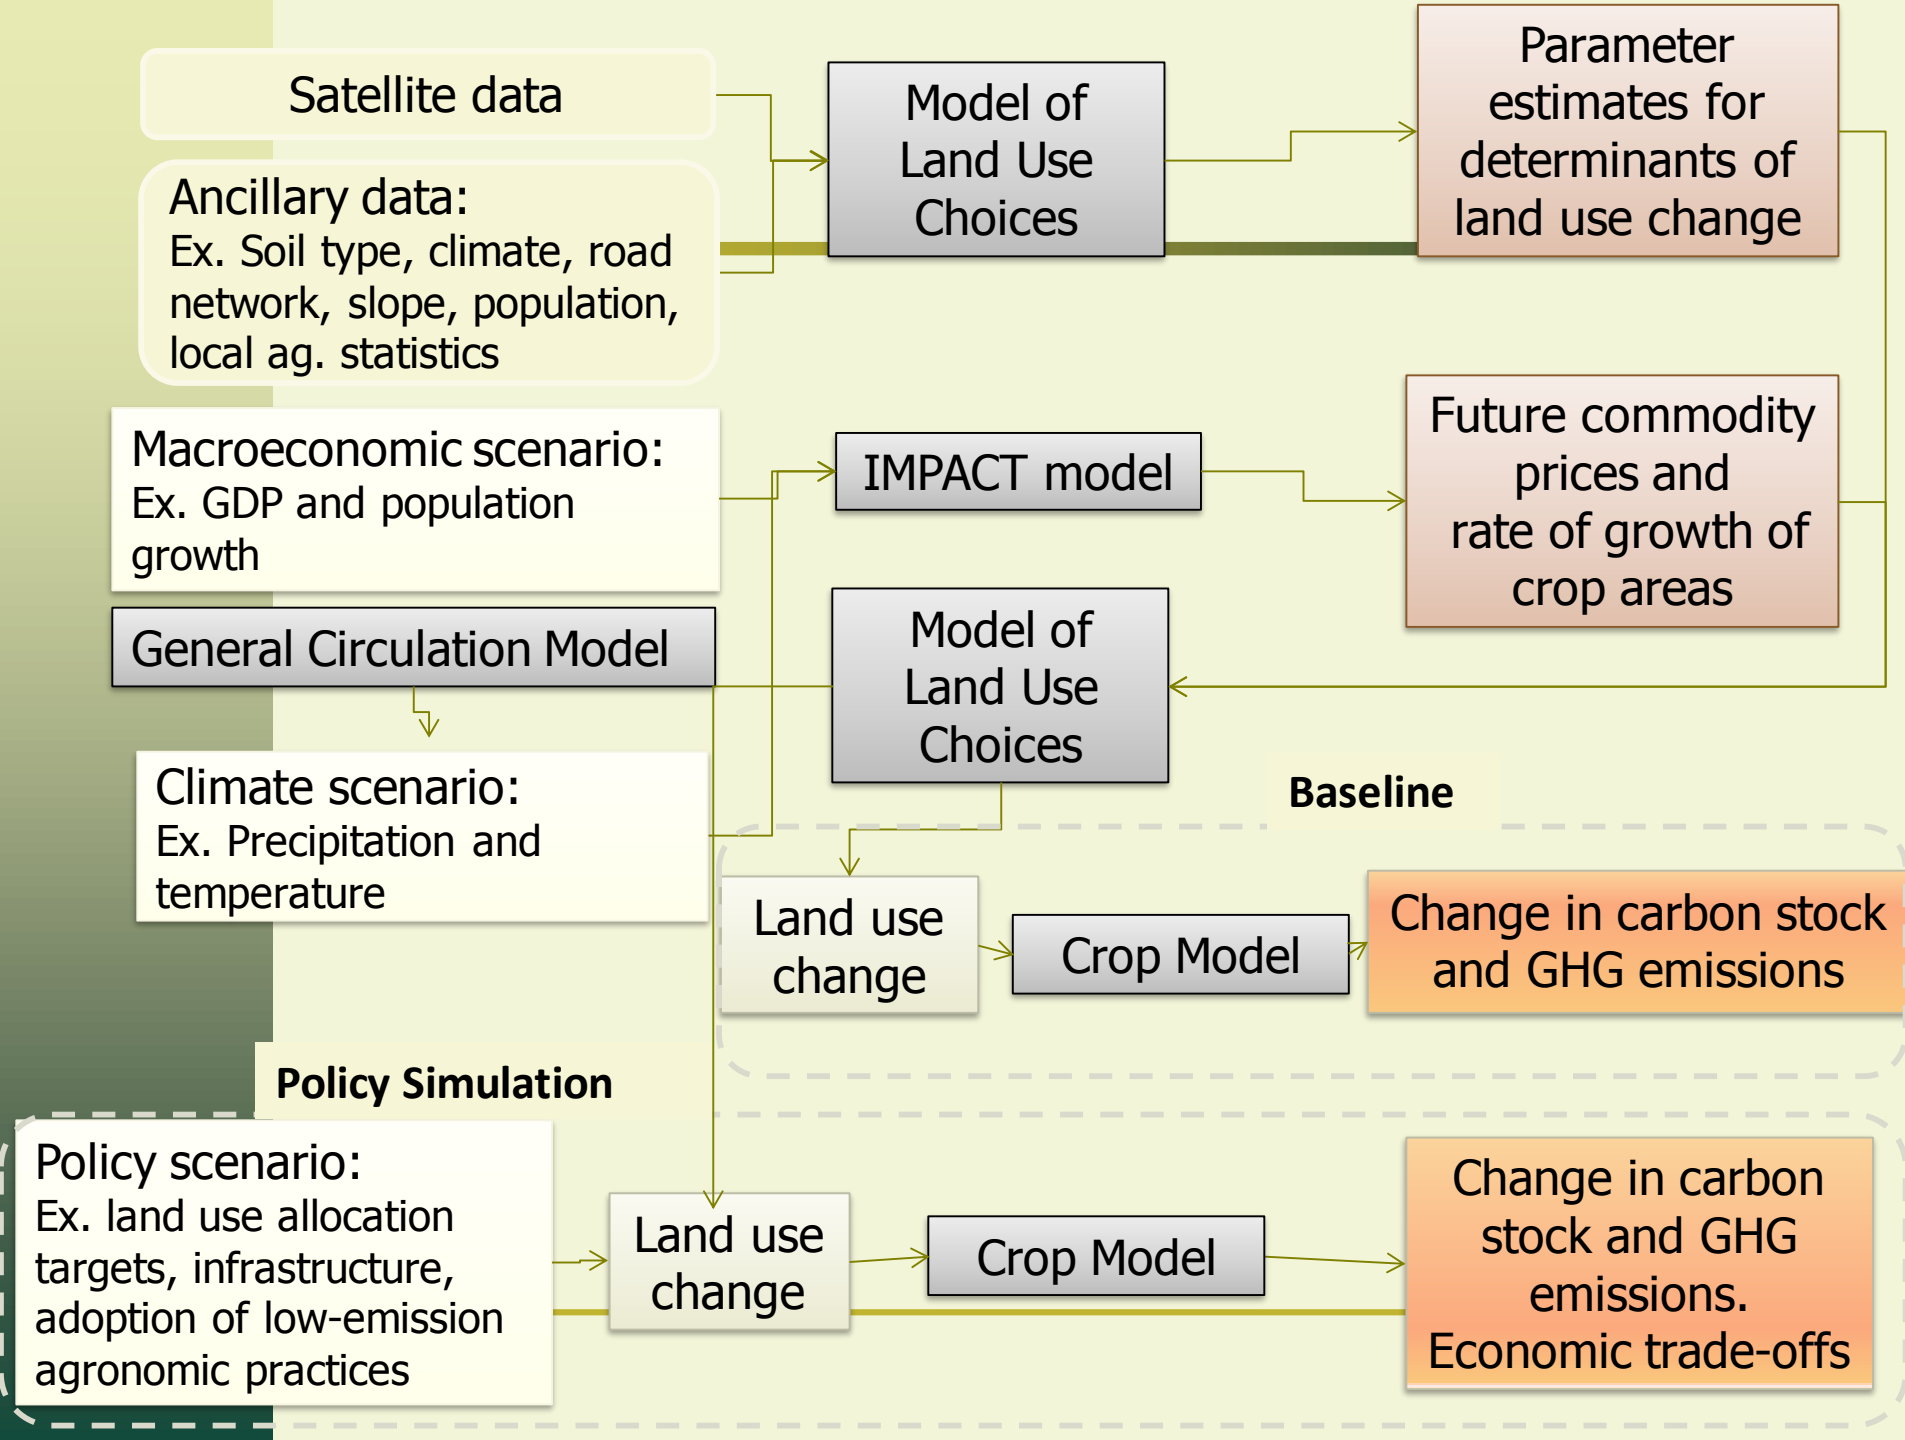 Satellite data
Ancillary data:
Ex. Soil type, climate, road
network, slope, population,
local ag. statistics
Model of
Land Use
Choices
Parameter
estimates for
determinants of
land use change
Macroeconomic scenario:
Ex. GDP and population
growth
IMPACT model
Future commodity
prices and
rate of growth of
crop areas
General Circulation Model
Model of
Land Use
Choices
Climate scenario:
Ex. Precipitation and
temperature
Baseline
Land use
change
Crop Model
Change in carbon stock
and GHG emissions
Policy Simulation
Policy scenario:
Ex. land use allocation
targets, infrastructure,
adoption of low-emission
agronomic practices
Land use
change
Crop Model
Change in carbon
stock and GHG
emissions.
Economic trade-offs